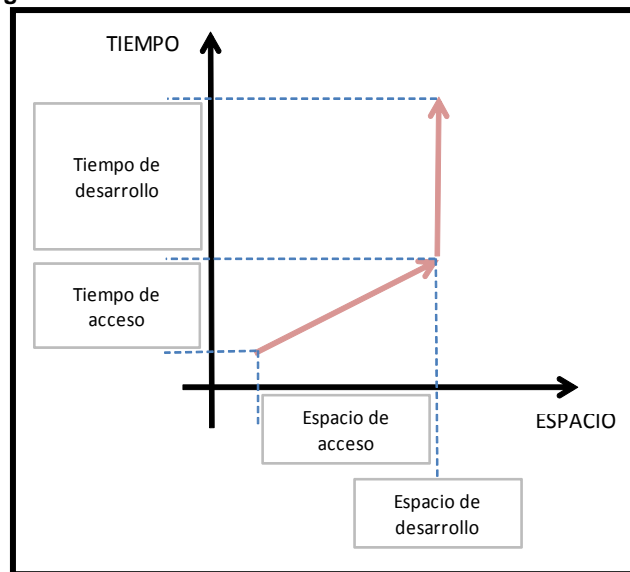 g
TIEMPO
Tiempo de
desarrollo
Tiempo de
acceso
Espacio de
acceso
ESPACIO
Espacio de
desarrollo